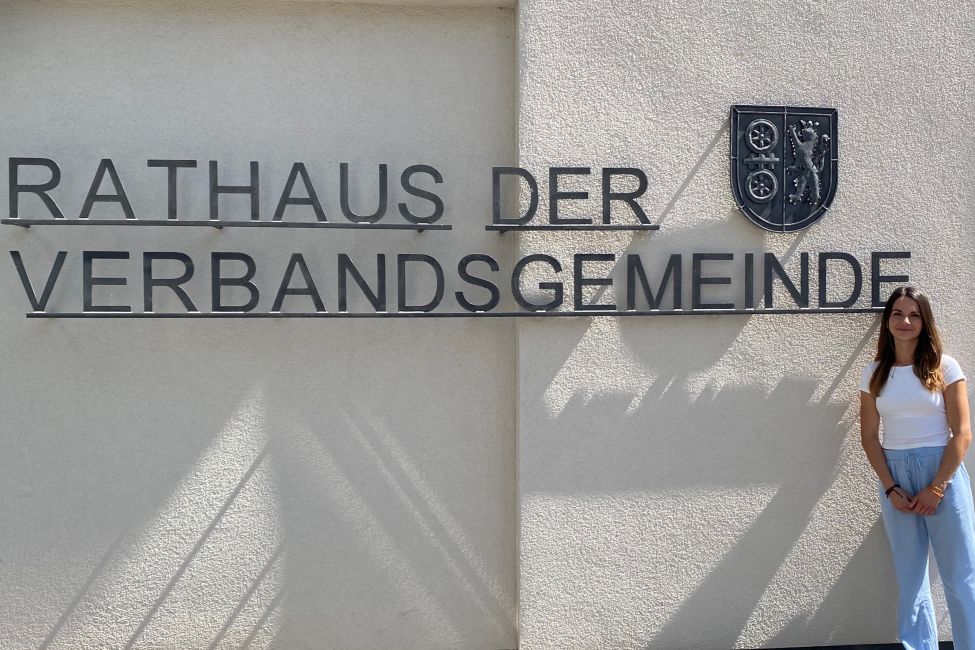 RATHAUS DER
VERBANDSGEMEINDE